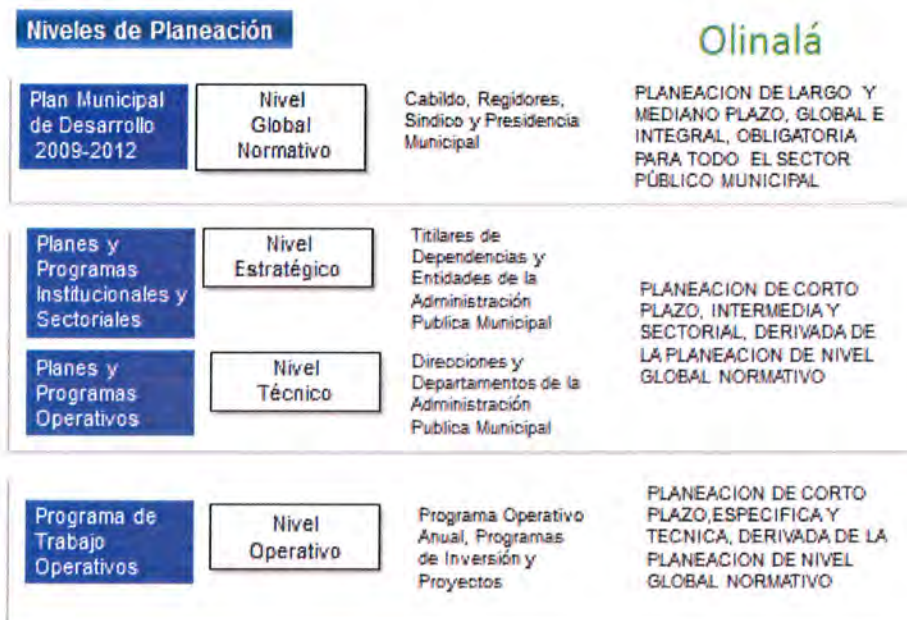 Niveles de Planeación
Olinalá
Plan Municipal
de Desarrollo
2009-2012
Nivel
Global
Normativo
Cabildo, Regidores,
Sindico y Presidencia
Municipal
PLANEACION DE LARGO Y
MEDIANO PLAZO, GLOBAL E
INTEGRAL, OBLIGATORIA
PARA TODO EL SECTOR
PÚBLICO MUNICIPAL
Planes y
Programas
Institucionales y
Sectoriales
Nivel
Estratégico
Titilares de
Dependencias y
Entidades de la
Administración
Publica Municipal
Planes y
Programas
Operativos
Nivel
Técnico
Direcciones y
Departamentos de la
Administración
Publica Municipal
PLANEACION DE CORTO
PLAZO, INTERMEDIA Y
SECTORIAL, DERIVADA DE
LA PLANEACION DE NIVEL
GLOBAL NORMATIVO
Programa de
Trabajo
Operativos
Nivel
Operativo
Programa Operativo
Anual, Programas
de Inversión y
Proyectos
PLANEACION DE CORTO
PLAZO,ESPECIFICA Y
TECNICA, DERIVADA DE LA
PLANEACION DE NIVEL
GLOBAL NORMATIVO